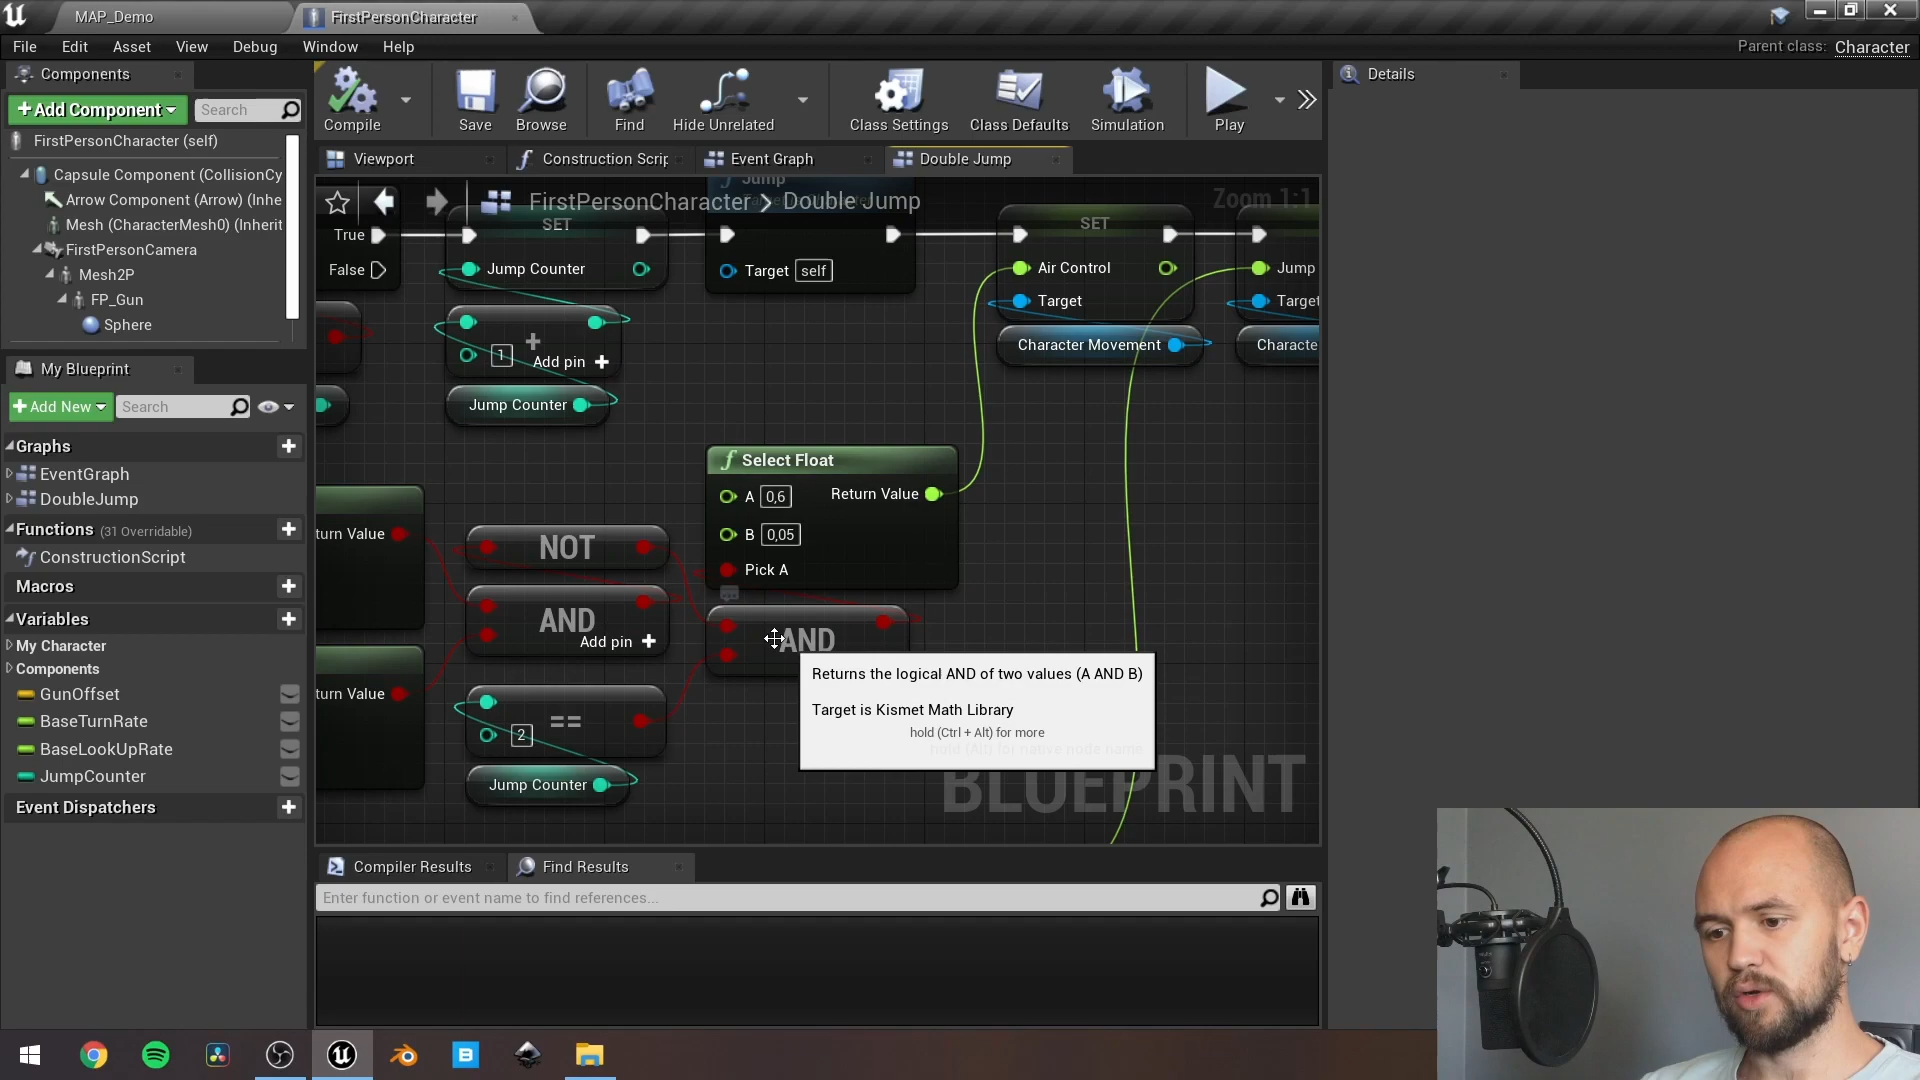 MAP_Demo
FirstPersonCharacter
File Edit Asset View Debug Window Help
Parent class: Character
Components
+Add Component
Search
FirstPersonCharacter (self)
Capsule Component (CollisionCy
Arrow Component (Arrow) (Inhe
Mesh (CharacterMesh0) (Inherit
FirstPersonCamera
Mesh2P
FP_Gun
Sphere
My Blueprint
+Add New
Search
Graphs
EventGraph
DoubleJump
Functions (31 Overridable)
ConstructionScript
Macros
Variables
My Character
Components
GunOffset
BaseTurnRate
BaseLookUpRate
JumpCounter
Event Dispatchers
Compile
Save
Browse
Find
Hide Unrelated
Class Settings
Class Defaults
Simulation
Play
Viewport
Construction Scrip
Event Graph
Double Jump
FirstPersonCharacter > Double Jump
Zoom 1:1
True
False
SET
Jump Counter
1
Add pin +
Jump Counter
Jump
Target self
SET
Air Control
Target
Character Movement
Jump
Target
Characte
Select Float
A 0,6
B 0,05
Pick A
Return Value
turn Value
turn Value
NOT
AND
Add pin +
==
2
Jump Counter
AND
Returns the logical AND of two values (A AND B)
Target is Kismet Math Library
hold (Ctrl + Alt) for more
hold (Alt) for native node name
BLUEPRINT
Compiler Results
Find Results
Enter function or event name to find references...
Details